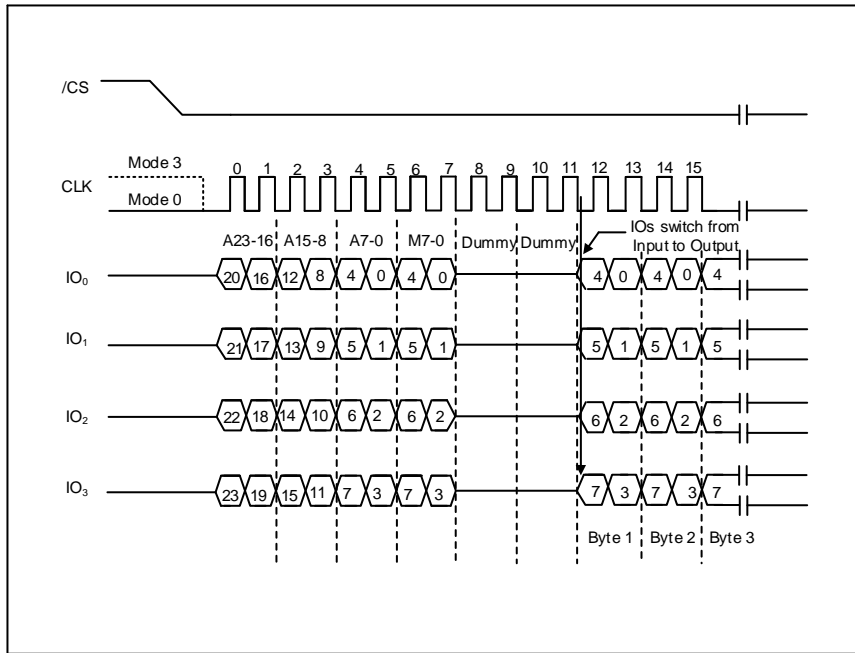 /CS
Mode 3
CLK
Mode 0
0 1 2 3 4 5 6 7 8 9 10 11 12 13 14 15
IOs switch from
Input to Output
A23-16 A15-8 A7-0 M7-0 Dummy Dummy
IO₀ 20 16 12 8 4 0 4 0 4 0 4 0 4
IO₁ 21 17 13 9 5 1 5 1 5 1 5 1 5
IO₂ 22 18 14 10 6 2 6 2 6 2 6 2 6
IO₃ 23 19 15 11 7 3 7 3 7 3 7 3 7
Byte 1 Byte 2 Byte 3